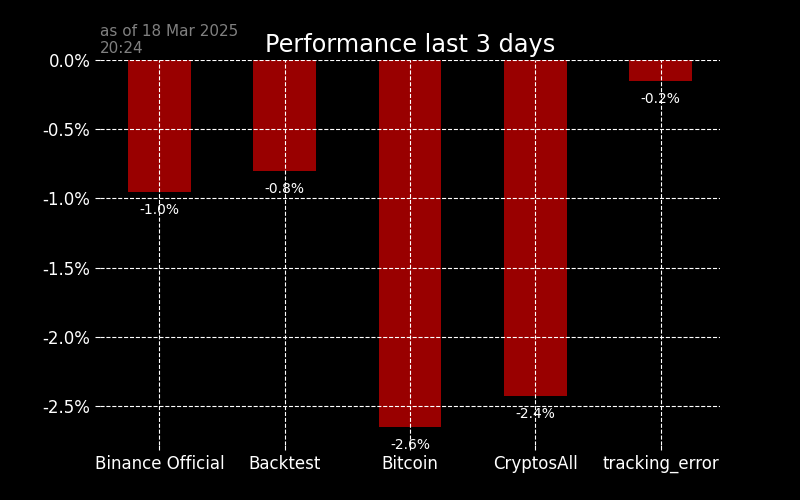 as of 18 Mar 2025
20:24
Performance last 3 days
0.0%
-0.5%
-1.0%
-1.5%
-2.0%
-2.5%
-1.0%
-0.8%
-2.6%
-2.4%
-0.2%
Binance Official
Backtest
Bitcoin
CryptosAll
tracking_error